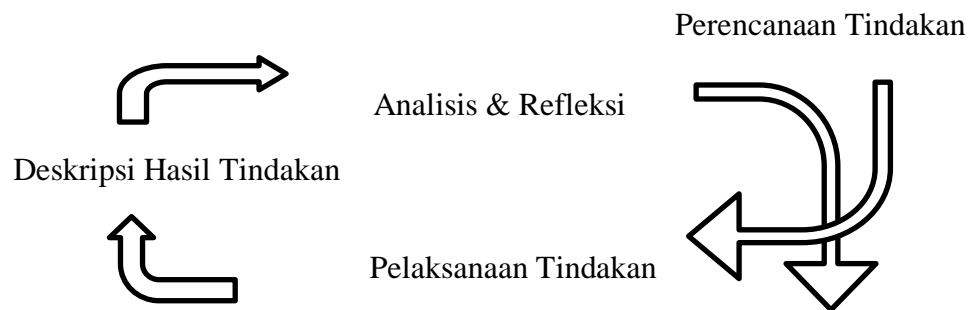 Perencanaan Tindakan
Analisis & Refleksi
Deskripsi Hasil Tindakan
Pelaksanaan Tindakan